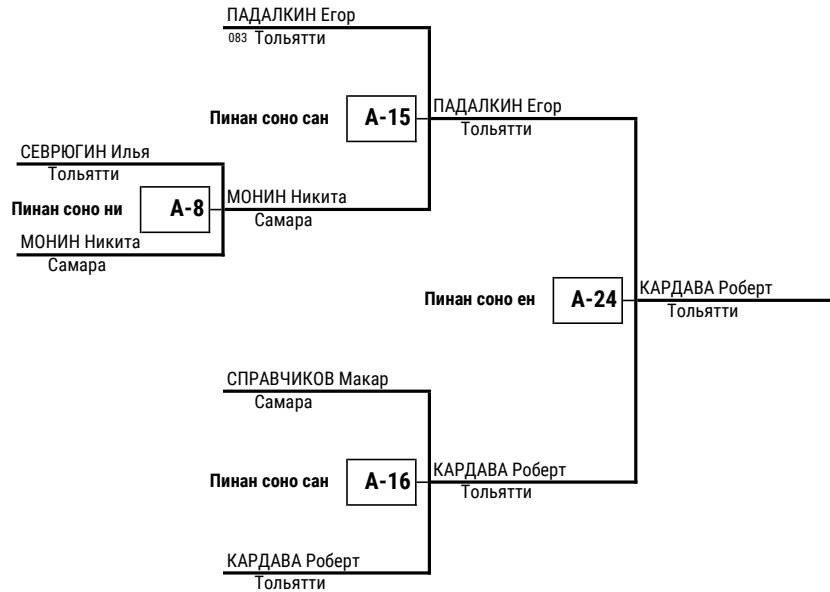 ПАДАЛКИН Егор
083 Тольятти
Пинан соно сан
А-15
ПАДАЛКИН Егор
Тольятти
СЕВРЮГИН Илья
Тольятти
Пинан соно ни
А-8
МОНИН Никита
Самара
МОНИН Никита
Самара
Пинан соно ен
А-24
КАРДАВА Роберт
Тольятти
СПРАВЧИКОВ Макар
Самара
Пинан соно сан
А-16
КАРДАВА Роберт
Тольятти
КАРДАВА Роберт
Тольятти